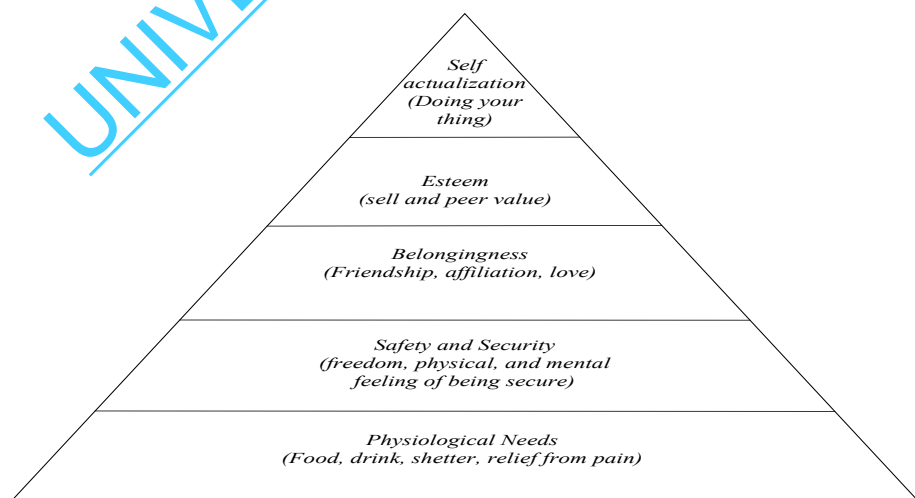 UNIVE
Self
actualization
(Doing your
thing)
Esteem
(sell and peer value)
Belongingness
(Friendship, affiliation, love)
Safety and Security
(freedom, physical, and mental
feeling of being secure)
Physiological Needs
(Food, drink, shetter, relief from pain)